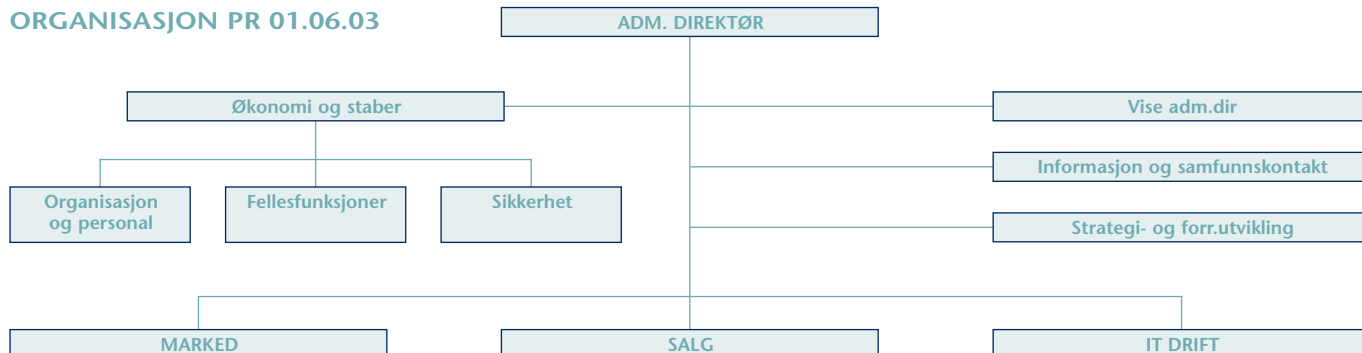 ORGANISASJON PR 01.06.03
ADM. DIREKTØR
Økonomi og staber
Vise adm.dir
Informasjon og samfunnskontakt
Organisasjon
og personal
Fellesfunksjoner
Sikkerhet
Strategi- og forr.utvikling
MARKED
SALG
IT DRIFT